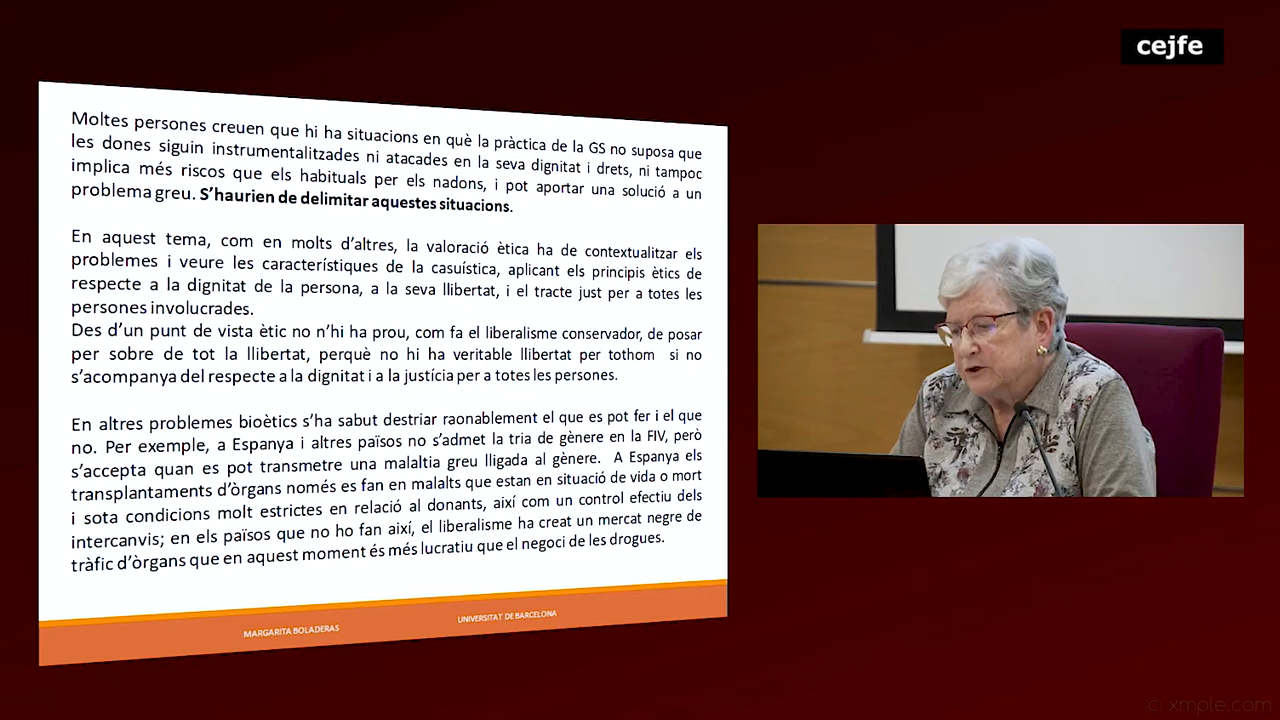 cejfe
Moltes persones creuen que hi ha situacions en què la pràctica de la GS no suposa que
les dones siguin instrumentalitzades ni atacades en la seva dignitat i drets, ni tampoc
implica més riscos que els habituals per els nadons, i pot aportar una solució a un
problema greu. S’haurien de delimitar aquestes situacions.
En aquest tema, com en molts d’altres, la valoració ètica ha de contextualitzar els
problemes i veure les característiques de la casuística, aplicant els principis ètics de
respecte a la dignitat de la persona, a la seva llibertat, i el tracte just per a totes les
persones involucrades.
Des d’un punt de vista ètic no n’hi ha prou, com fa el liberalisme conservador, de posar
per sobre de tot la llibertat, perquè no hi ha veritable llibertat per tothom si no
s’acompanya del respecte a la dignitat i a la justícia per a totes les persones.
En altres problemes bioètics s’ha sabut destriar raonablement el que es pot fer i el que
no. Per exemple, a Espanya i altres països no s’admet la tria de gènere en la FIV, però
s’accepta quan es pot transmetre una malaltia greu lligada al gènere. A Espanya els
transplantaments d’òrgans només es fan en malalts que estan en situació de vida o mort
i sota condicions molt estrictes en relació al donants, així com un control efectiu dels
intercanvis; en els països que no ho fan així, el liberalisme ha creat un mercat negre de
tràfic d’òrgans que en aquest moment és més lucratiu que el negoci de les drogues.
MARGARITA BOLADERAS
UNIVERSITAT DE BARCELONA
© xmple.com